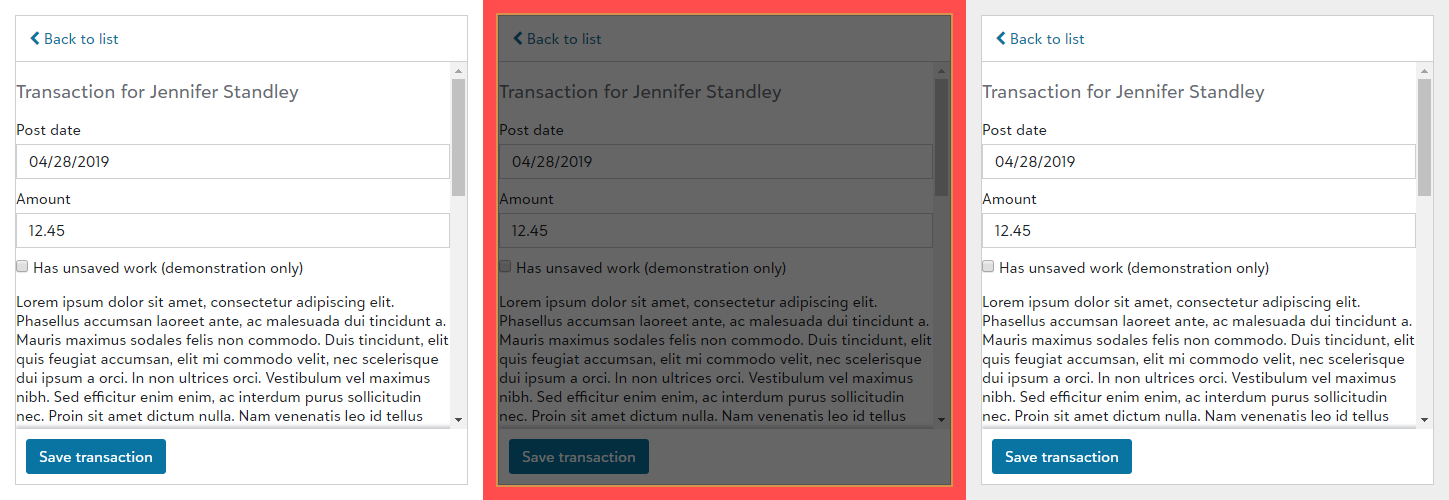 Back to list
Transaction for Jennifer Standley
Post date
04/28/2019
Amount
12.45
Has unsaved work (demonstration only)
Lorem ipsum dolor sit amet, consectetur adipiscing elit.
Phasellus accumsan laoreet ante, ac malesuada dui tincidunt a.
Mauris maximus sodales felis non commodo. Duis tincidunt, elit
quis feugiat accumsan, elit mi commodo velit, nec scelerisque
dui ipsum a orci. In non ultrices orci. Vestibulum vel maximus
nibh. Sed efficitur enim enim, ac interdum purus sollicitudin
nec. Proin sit amet dictum nulla. Nam venenatis leo id tellus
Save transaction
Back to list
Transaction for Jennifer Standley
Post date
04/28/2019
Amount
12.45
Has unsaved work (demonstration only)
Lorem ipsum dolor sit amet, consectetur adipiscing elit.
Phasellus accumsan laoreet ante, ac malesuada dui tincidunt a.
Mauris maximus sodales felis non commodo. Duis tincidunt, elit
quis feugiat accumsan, elit mi commodo velit, nec scelerisque
dui ipsum a orci. In non ultrices orci. Vestibulum vel maximus
nibh. Sed efficitur enim enim, ac interdum purus sollicitudin
nec. Proin sit amet dictum nulla. Nam venenatis leo id tellus
Save transaction
Back to list
Transaction for Jennifer Standley
Post date
04/28/2019
Amount
12.45
Has unsaved work (demonstration only)
Lorem ipsum dolor sit amet, consectetur adipiscing elit.
Phasellus accumsan laoreet ante, ac malesuada dui tincidunt a.
Mauris maximus sodales felis non commodo. Duis tincidunt, elit
quis feugiat accumsan, elit mi commodo velit, nec scelerisque
dui ipsum a orci. In non ultrices orci. Vestibulum vel maximus
nibh. Sed efficitur enim enim, ac interdum purus sollicitudin
nec. Proin sit amet dictum nulla. Nam venenatis leo id tellus
Save transaction